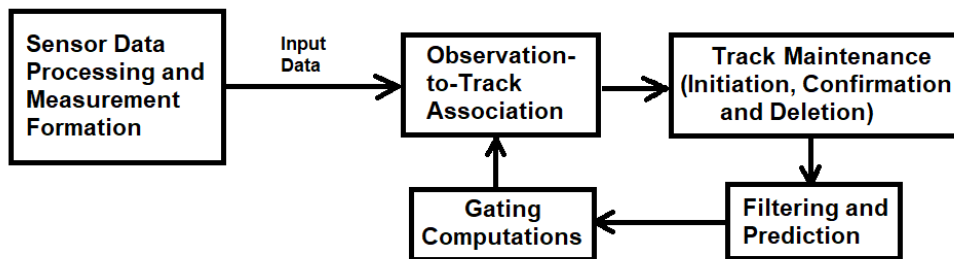 Sensor Data
Processing and
Measurement
Formation
Input
Data
Observation-
to-Track
Association
Track Maintenance
(Initiation, Confirmation
and Deletion)
Gating
Computations
Filtering and
Prediction